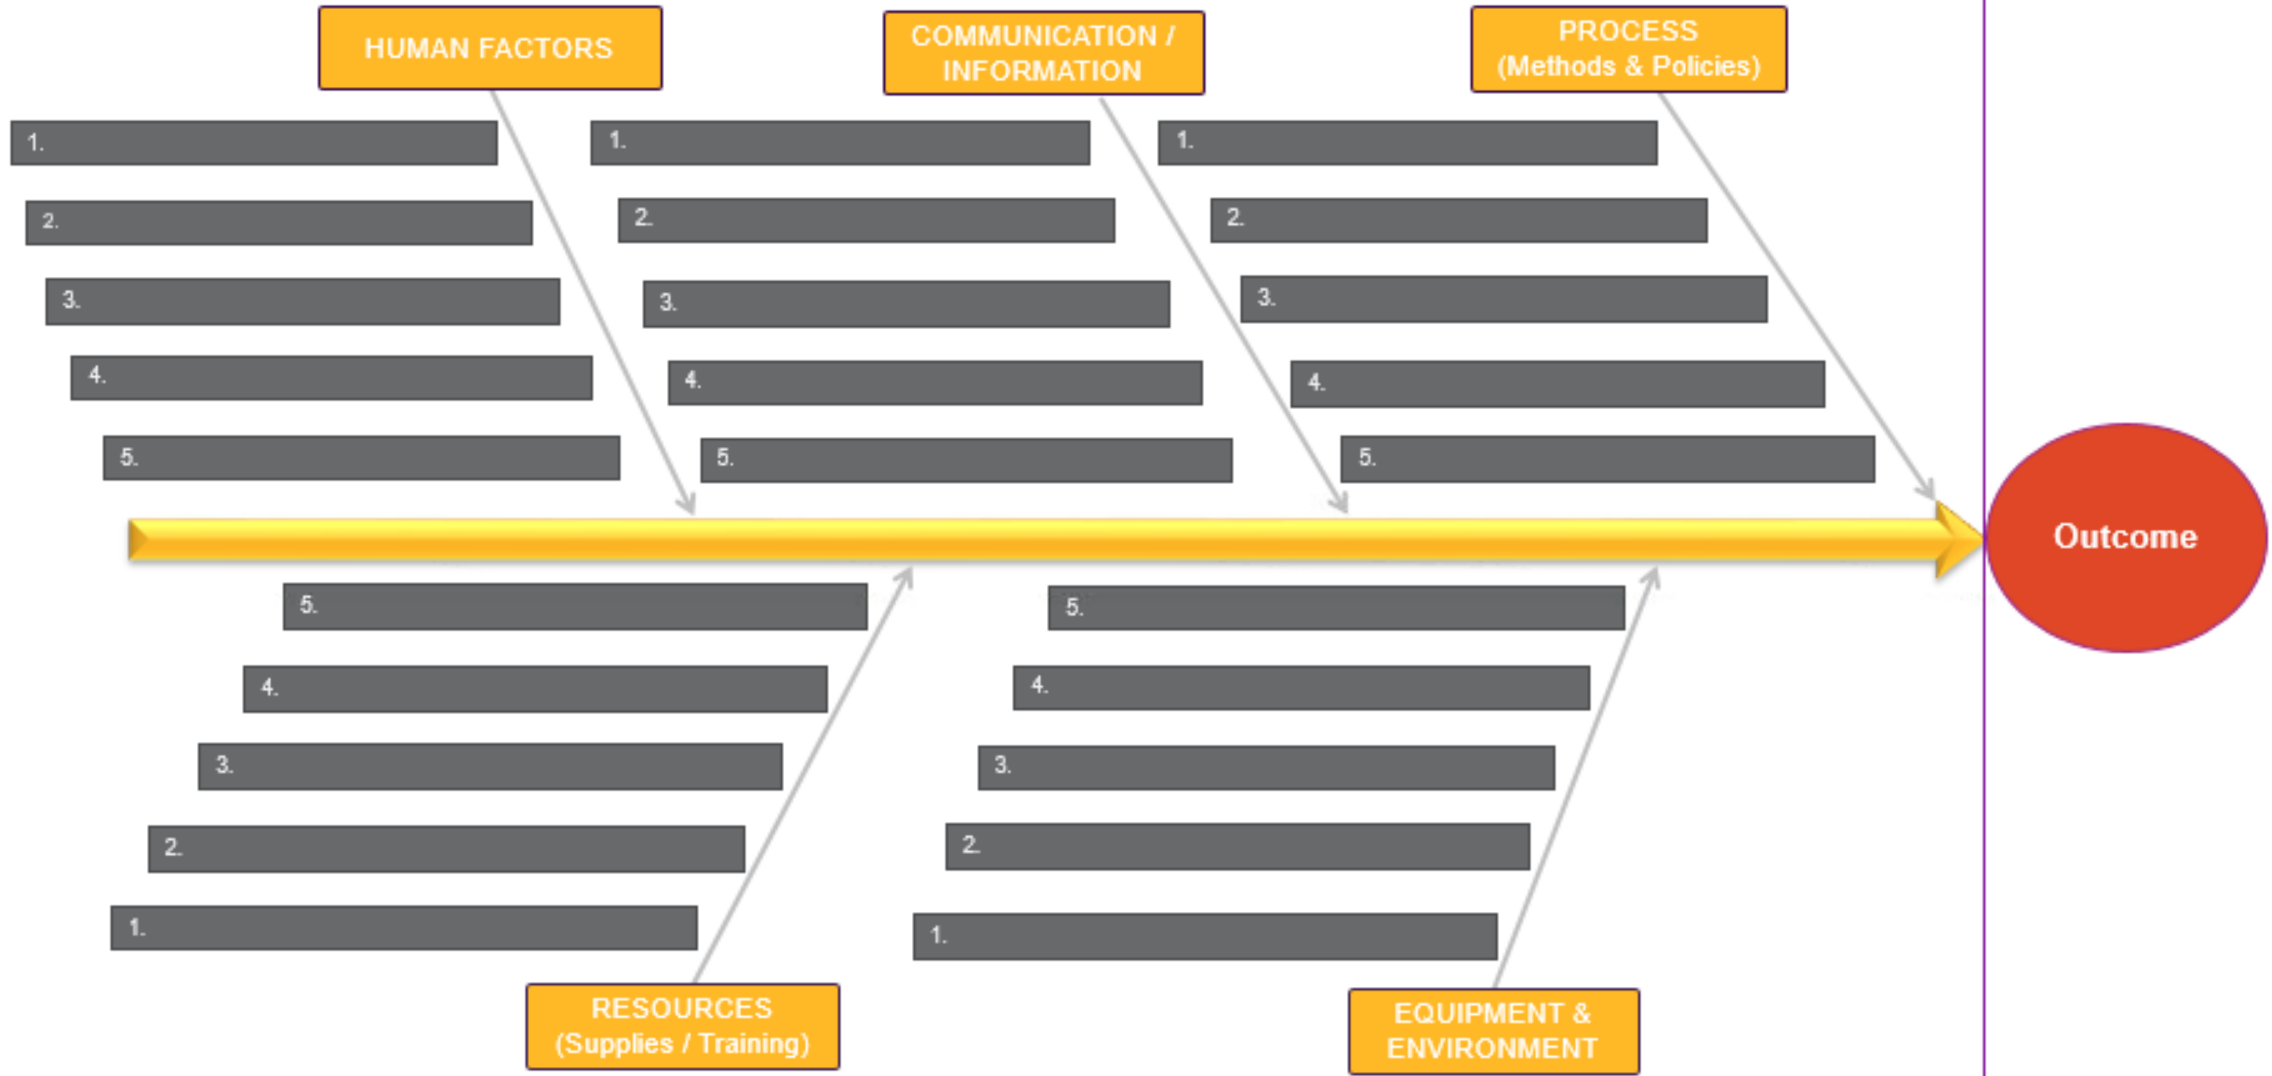 HUMAN FACTORS
1.
2.
3.
4.
5.
COMMUNICATION /
INFORMATION
1.
2.
3.
4.
5.
PROCESS
(Methods & Policies)
1.
2.
3.
4.
5.
Outcome
5.
4.
3.
2.
1.
RESOURCES
(Supplies / Training)
5.
4.
3.
2.
1.
EQUIPMENT &
ENVIRONMENT